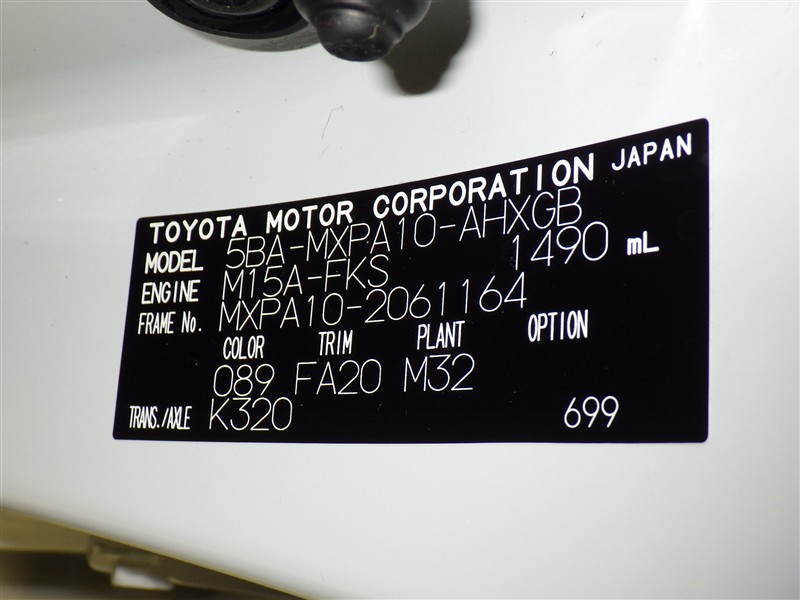 TOYOTA MOTOR CORPORATION JAPAN
MODEL 5BA-MXPA10-AHXGB
ENGINE M15A-FKS 1490 mL
FRAME No. MXPA10-2061164
COLOR TRIM PLANT OPTION
089 FA20 M32
TRANS./AXLE K320 699